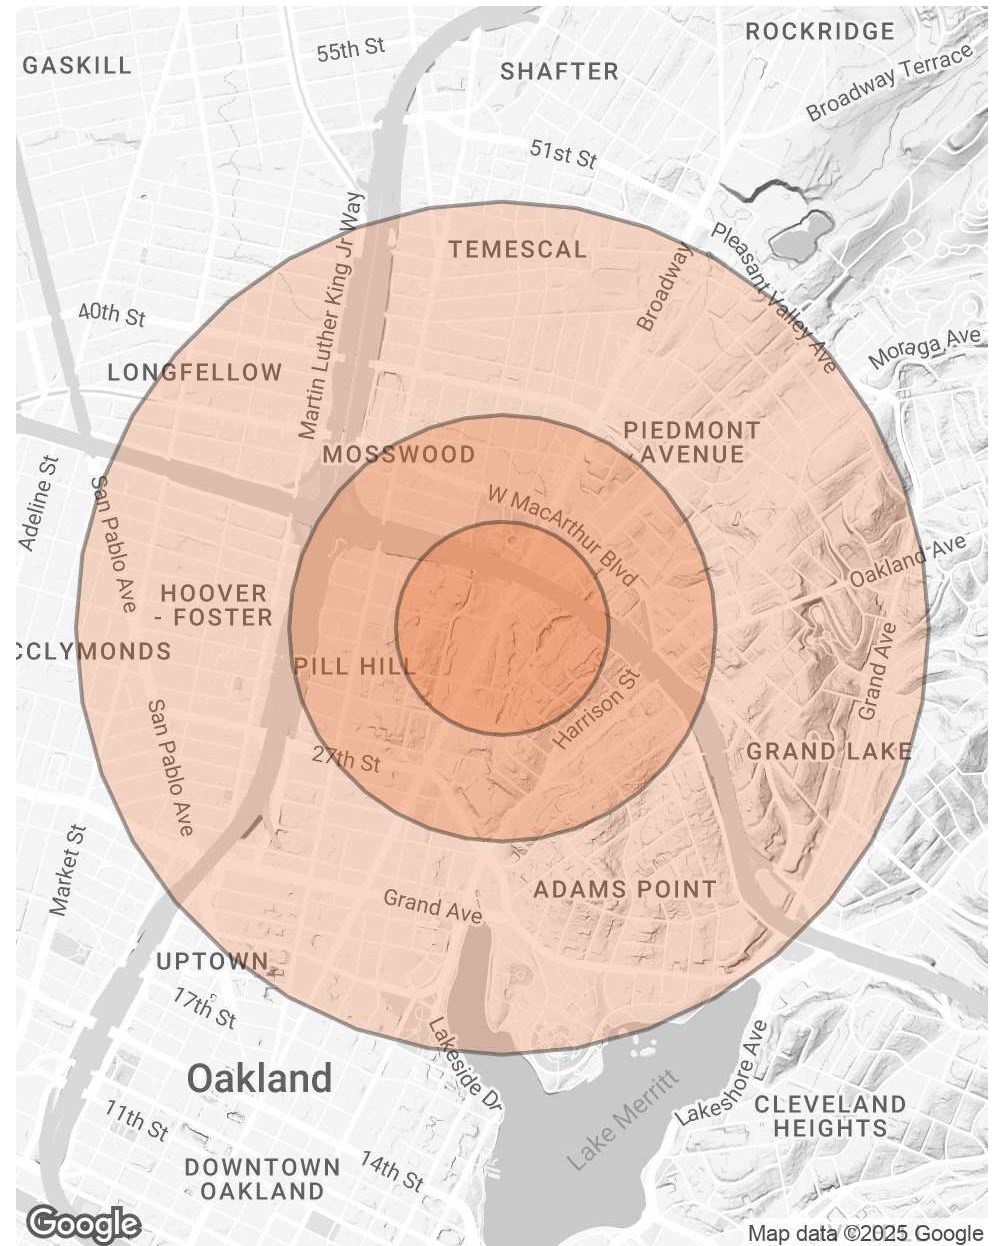 ROCKRIDGE
55th St
GASKILL
SHAFTER
Broadway Terrace
51st St
Martin Luther King Jr Way
TEMESCAL
Broadway
Pleasant Valley Ave
40th St
Moraga Ave
LONGFELLOW
PIEDMONT
AVENUE
MOSSWOOD
Adeline St
San Pablo Ave
W MacArthur Blvd
Oakland Ave
HOOVER
- FOSTER
CCLYMONDS
PILL HILL
Grand Ave
Harrison St
San Pablo Ave
27th St
GRAND LAKE
Market St
ADAMS POINT
Grand Ave
UPTOWN
17th St
Lakeside Dr
Oakland
Lake Merritt
Lakeshore Ave
CLEVELAND
HEIGHTS
11th St
14th St
DOWNTOWN
OAKLAND
Google
Map data ©2025 Google